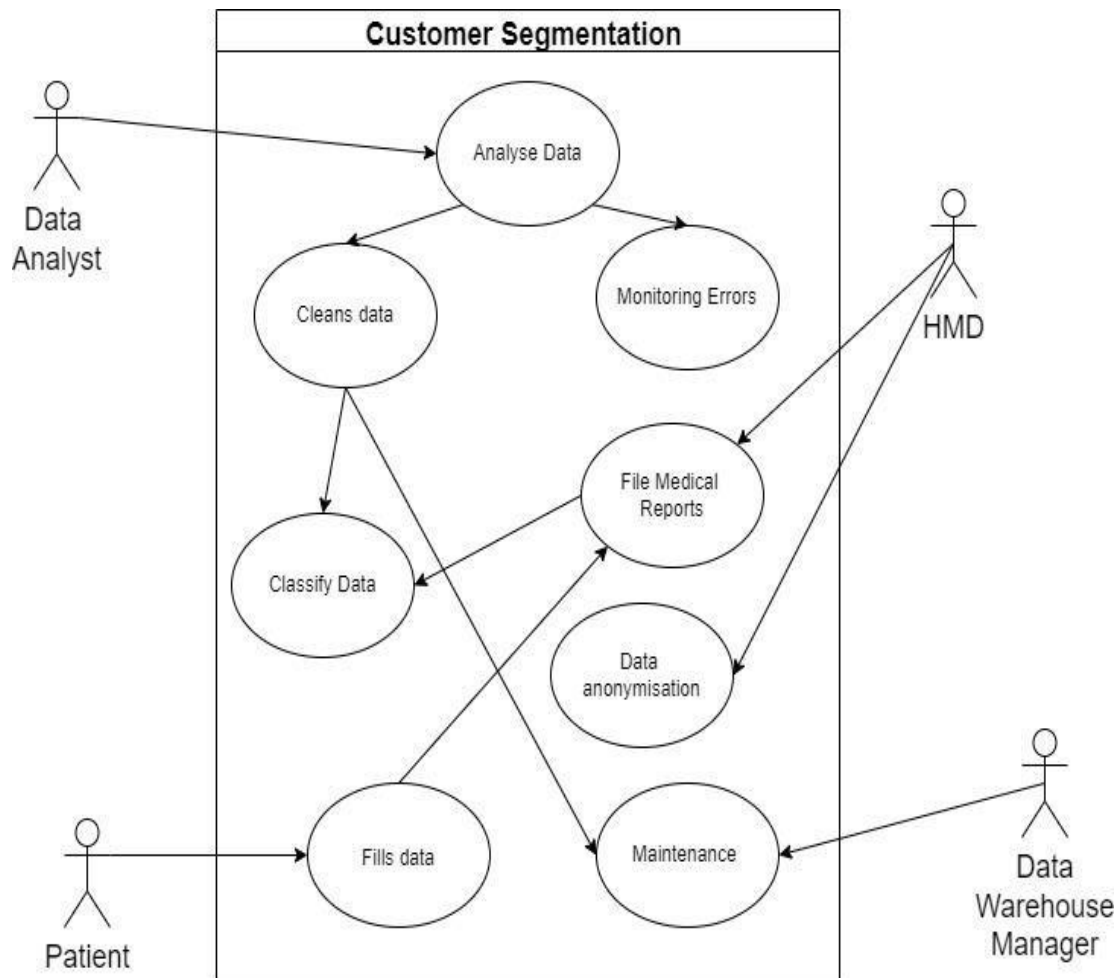 Customer Segmentation
Analyse Data
Data
Analyst
Cleans data
Monitoring Errors
HMD
File Medical
Reports
Classify Data
Data
anonymisation
Fills data
Maintenance
Patient
Data
Warehouse
Manager